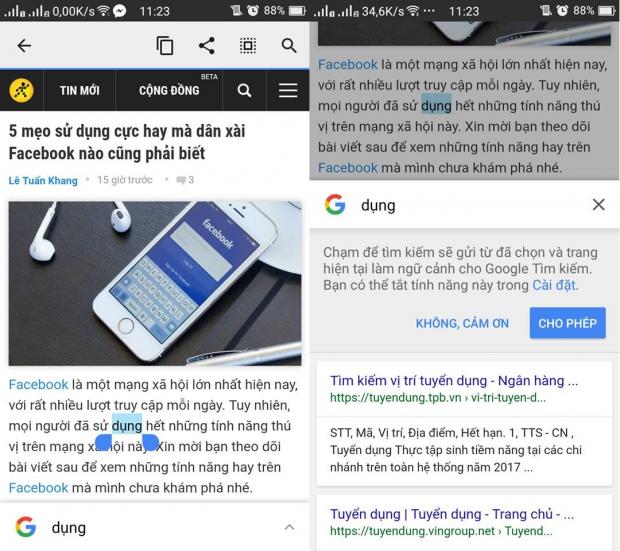 0,00K/s 11:23 88%
TIN MỚI CỘNG ĐỒNG BETA
5 mẹo sử dụng cực hay mà dân xài
Facebook nào cũng phải biết
Lê Tuấn Khang • 15 giờ trước • 3
facebook
Facebook là một mạng xã hội lớn nhất hiện nay,
với rất nhiều lượt truy cập mỗi ngày. Tuy nhiên,
mọi người đã sử dụng hết những tính năng thú
vị trên mạng xã hội này. Xin mời bạn theo dõi
bài viết sau để xem những tính năng hay trên
Facebook mà mình chưa khám phá nhé.
dụng
34,6K/s 11:23 88%
Facebook là một mạng xã hội lớn nhất hiện nay,
với rất nhiều lượt truy cập mỗi ngày. Tuy nhiên,
mọi người đã sử dụng hết những tính năng thú
vị trên mạng xã hội này. Xin mời bạn theo dõi
bài viết sau để xem những tính năng hay trên
Facebook mà mình chưa khám phá nhé.
dụng
Chạm để tìm kiếm sẽ gửi từ đã chọn và trang
hiện tại làm ngữ cảnh cho Google Tìm kiếm.
Bạn có thể tắt tính năng này trong Cài đặt.
KHÔNG, CẢM ƠN CHO PHÉP
Tìm kiếm vị trí tuyển dụng - Ngân hàng ...
https://tuyendung.tpb.vn › vi-tri-tuyen-d...
STT, Mã, Vị trí, Địa điểm, Hết hạn. 1, TTS - CN ,
Tuyển dụng Thực tập sinh tiềm năng tại các chi
nhánh trên toàn hệ thống năm 2017 ...
Tuyển dụng | Tuyển dụng - Trang chủ - ...
https://tuyendung.vingroup.net › Tuyend...